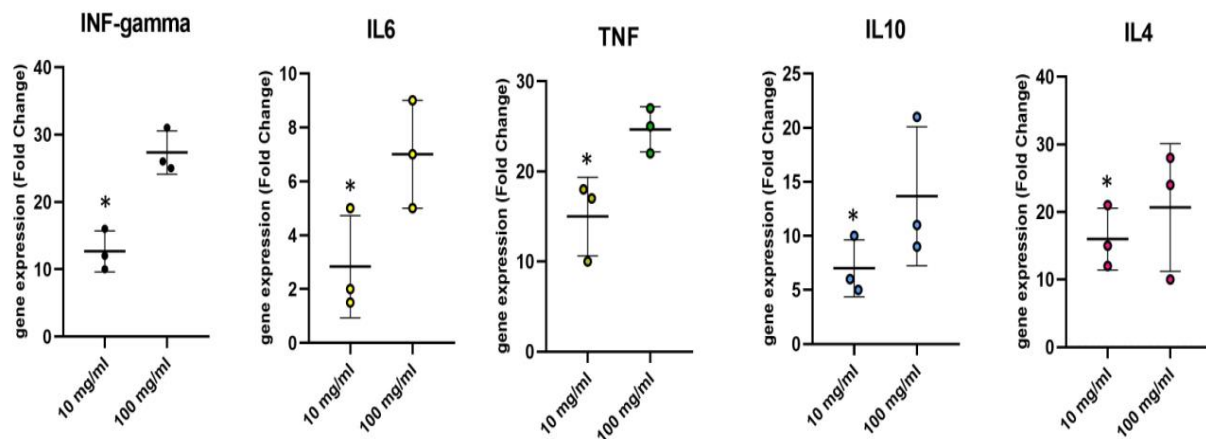 INF-gamma
gene expression (Fold Change)
40
30
20
10
0
*
10 mg/ml
100 mg/ml
IL6
gene expression (Fold Change)
10
8
6
4
2
0
*
10 mg/ml
100 mg/ml
TNF
gene expression (Fold Change)
30
20
10
0
*
10 mg/ml
100 mg/ml
IL10
gene expression (Fold Change)
25
20
15
10
5
0
*
10 mg/ml
100 mg/ml
IL4
gene expression (Fold Change)
40
30
20
10
0
*
10 mg/ml
100 mg/ml